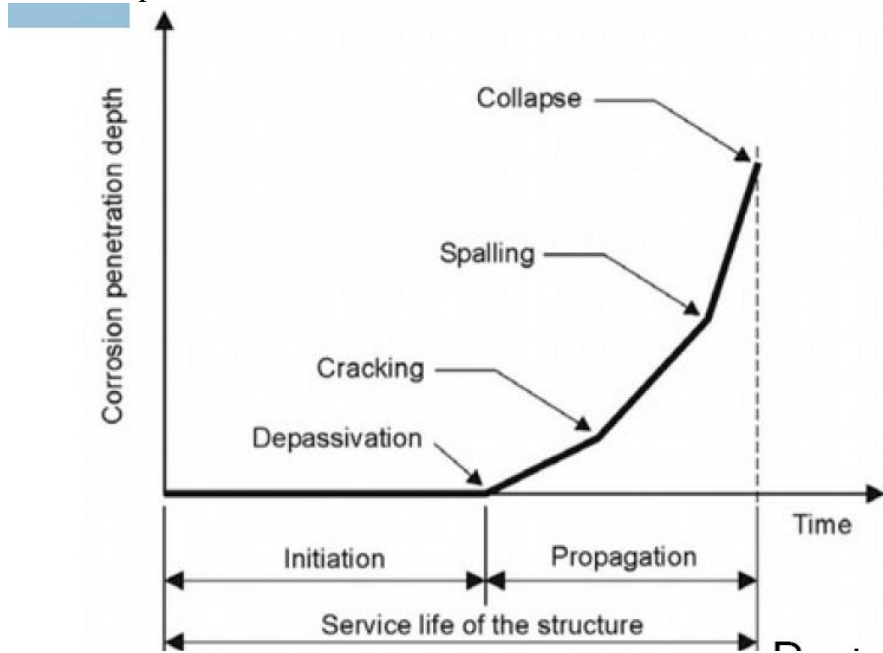 Collapse
Spalling
Cracking
Depassivation
Corrosion penetration depth
Time
Initiation
Propagation
Service life of the structure